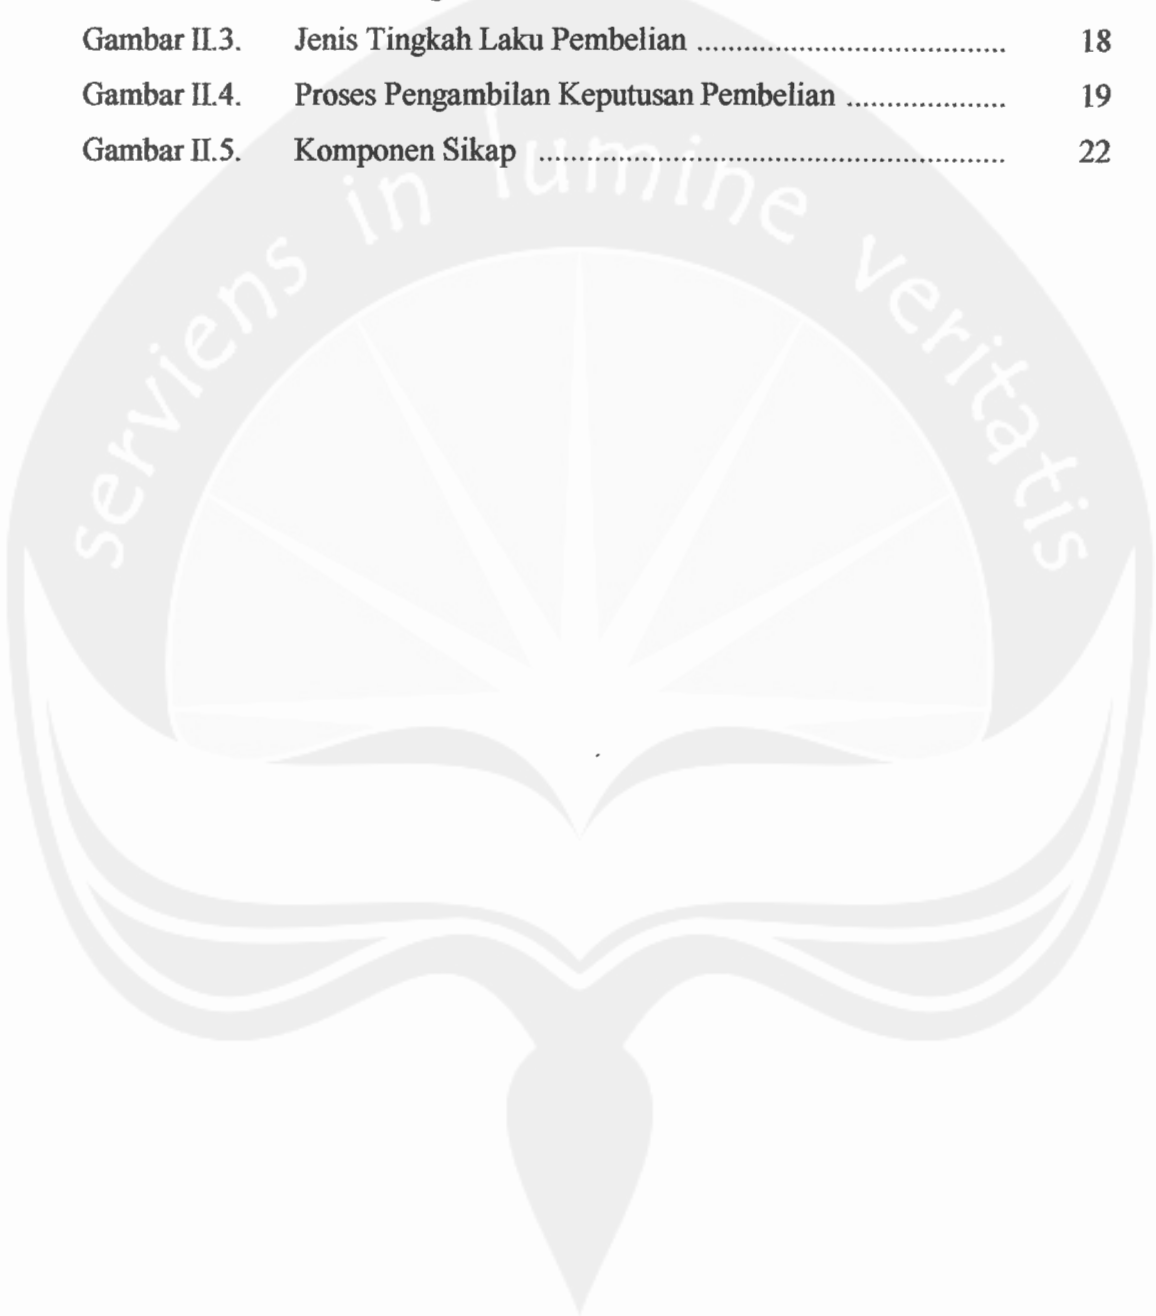 Gambar II.3. Jenis Tingkah Laku Pembelian ....................................... 18
Gambar II.4. Proses Pengambilan Keputusan Pembelian .................... 19
Gambar II.5. Komponen Sikap ........................................................... 22
serviens in lumine veritatis